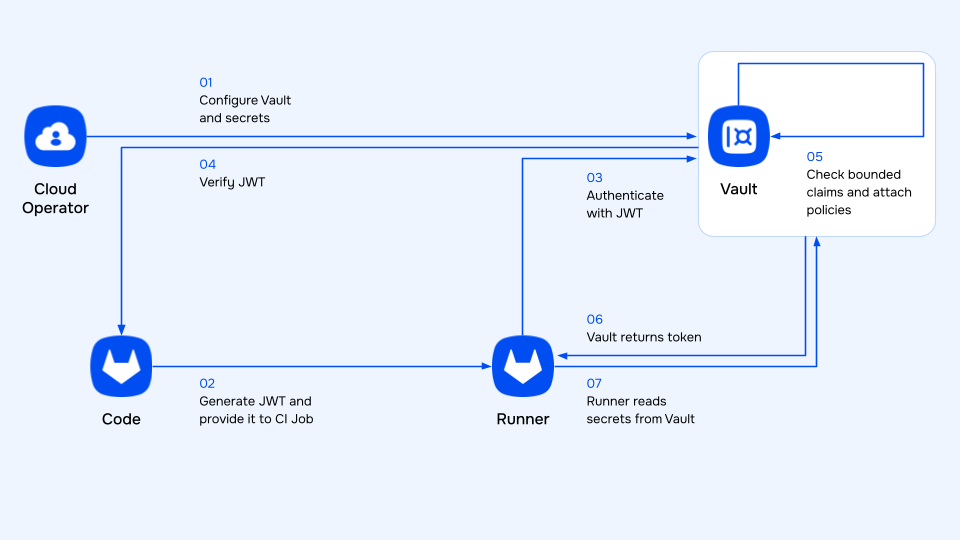 01
Configure Vault
and secrets
Cloud
Operator
04
Verify JWT
03
Authenticate
with JWT
Vault
05
Check bounded
claims and attach
policies
06
Vault returns token
Code
02
Generate JWT and
provide it to CI Job
Runner
07
Runner reads
secrets from Vault